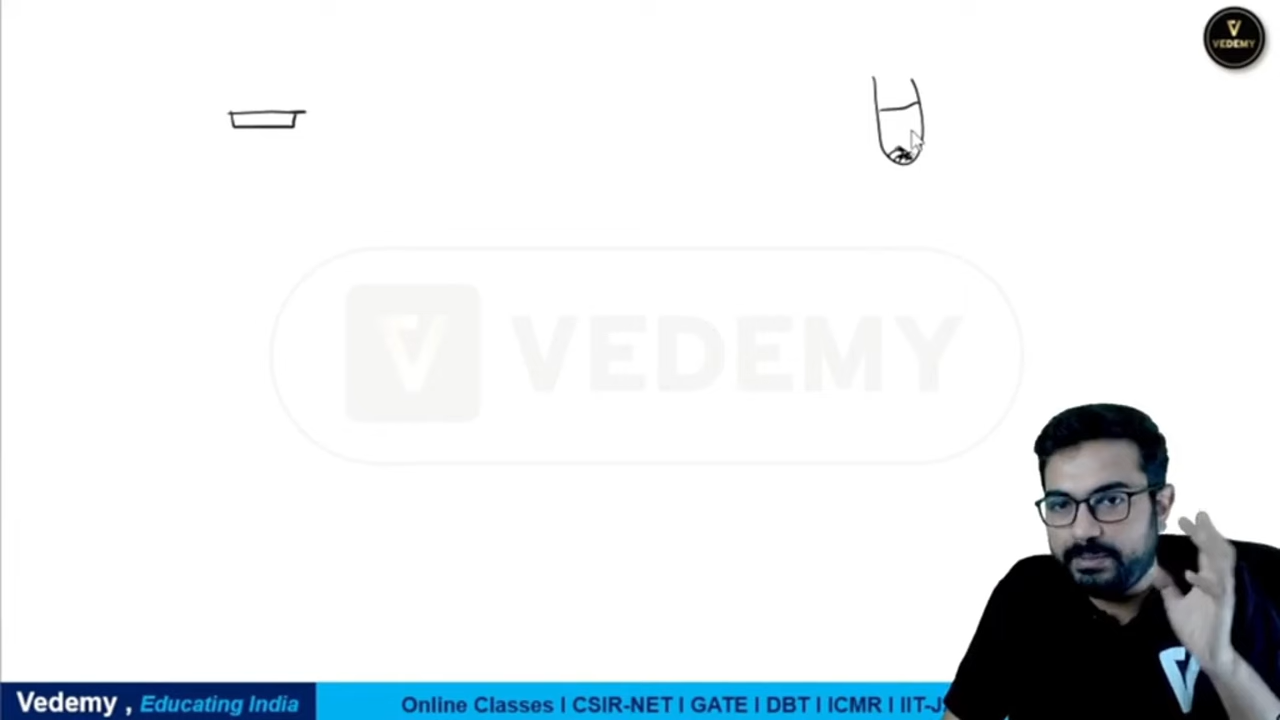 VEDEMY
VEDEMY
Vedemy , Educating India
Online Classes I CSIR-NET I GATE I DBT I ICMR I IIT-J